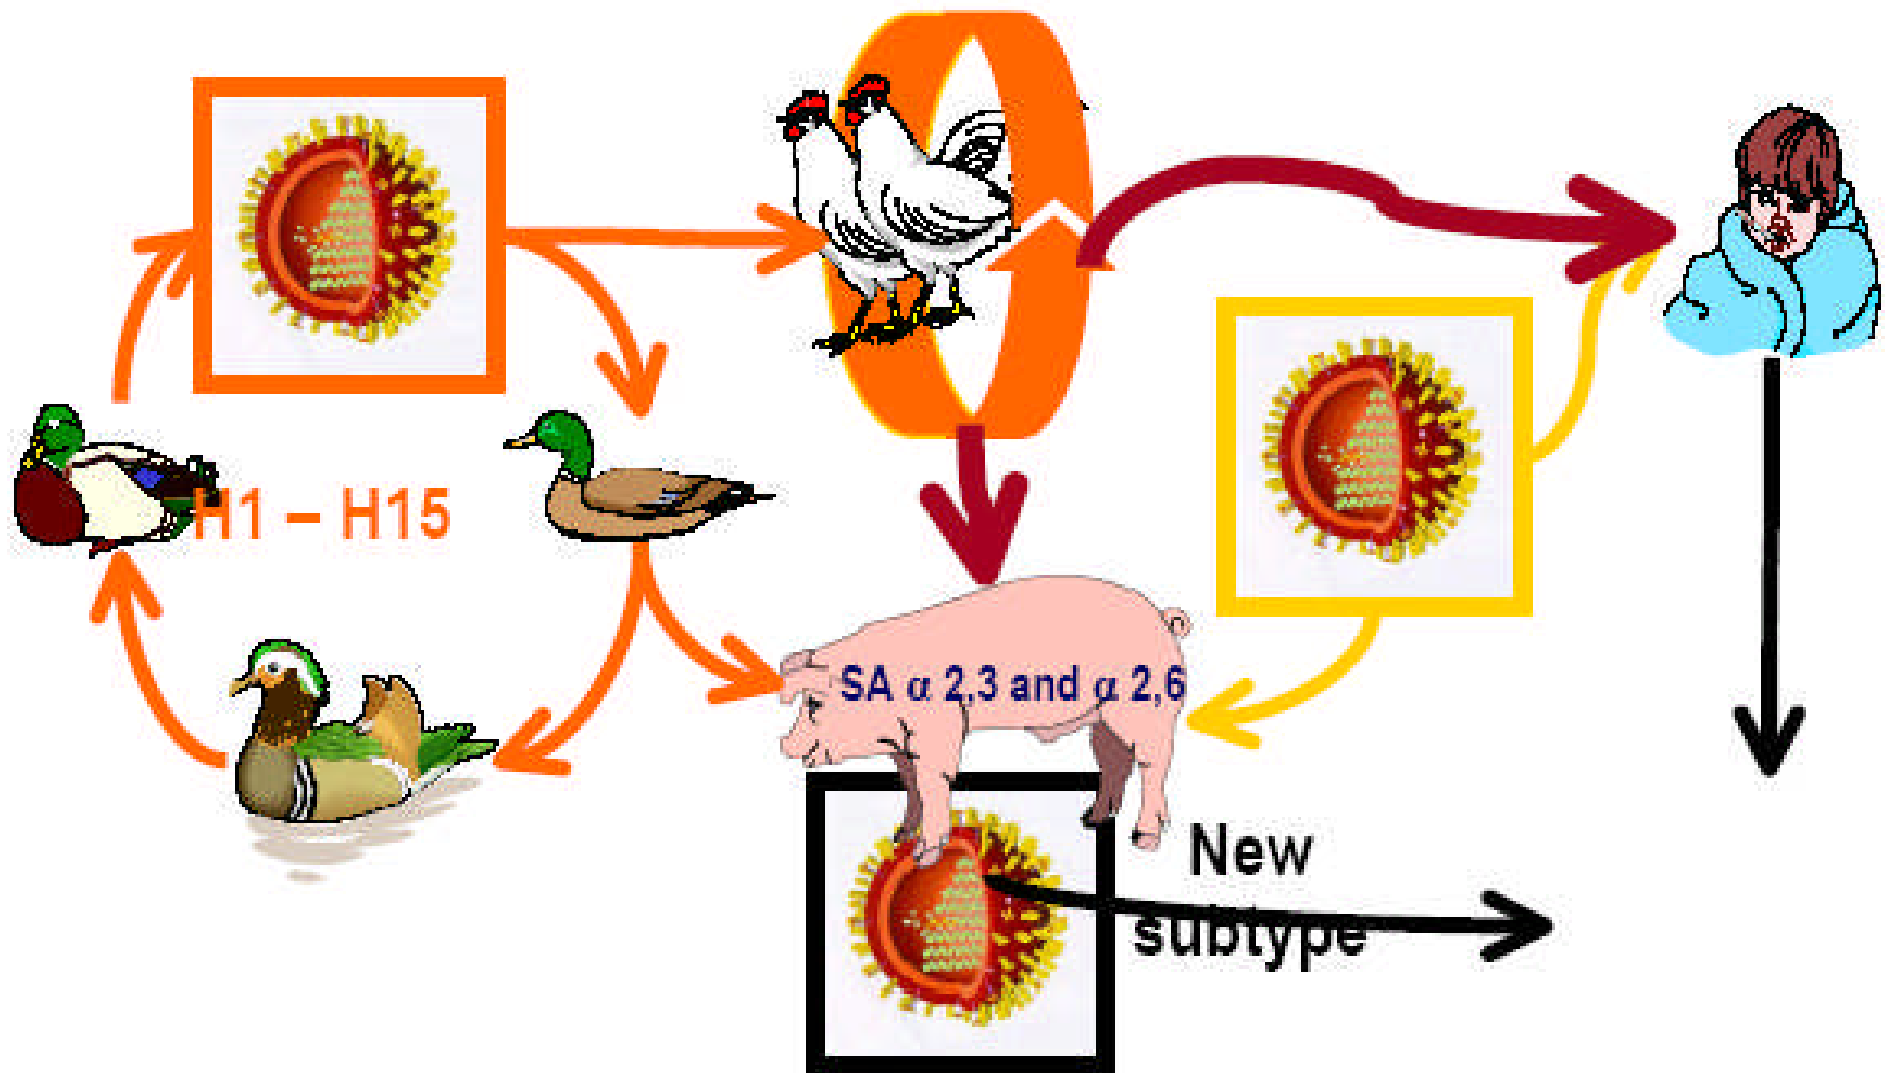 H1 – H15
SA α 2,3 and α 2,6
New
subtype